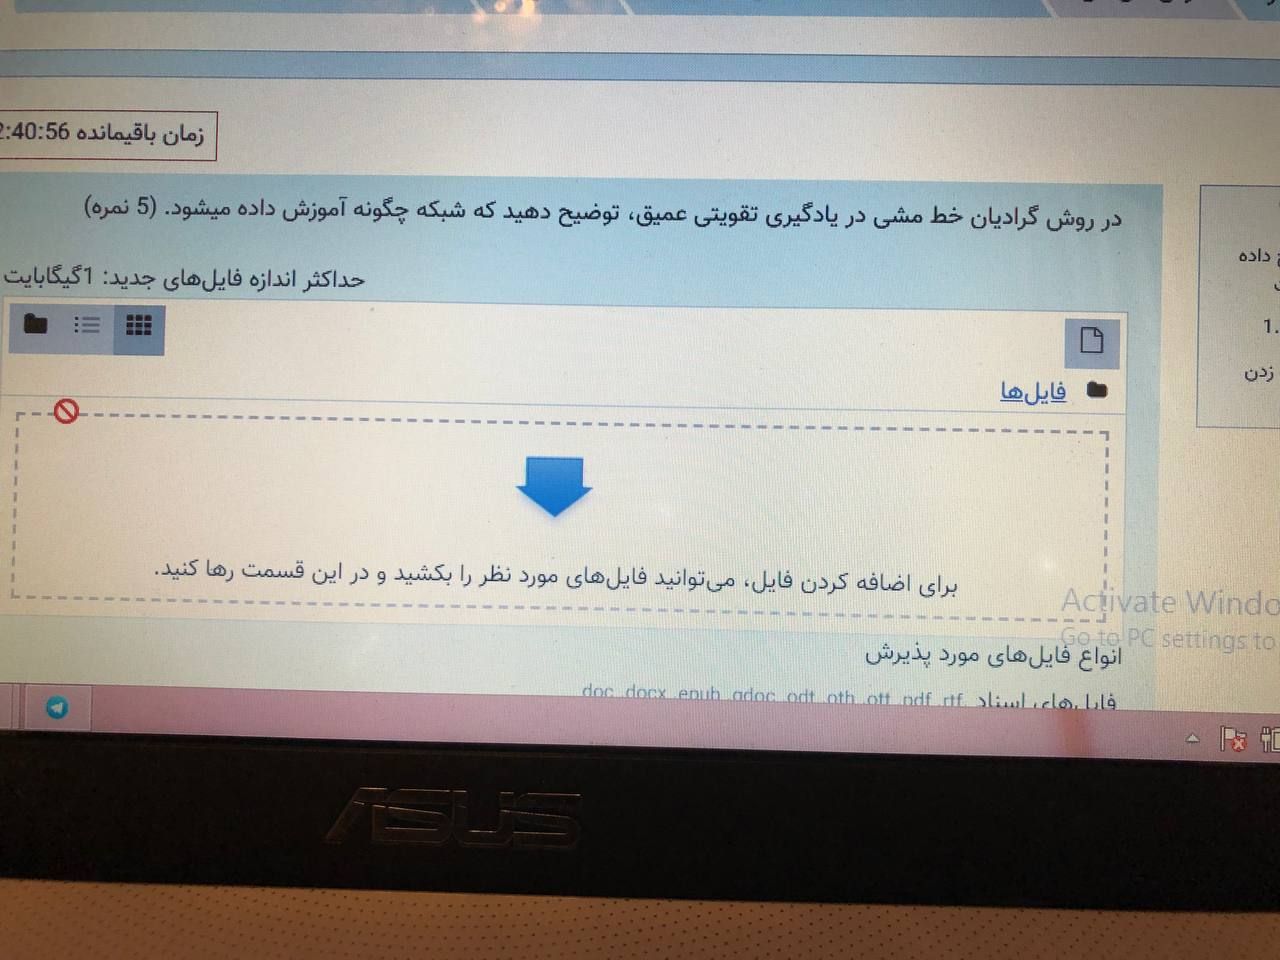 زمان باقیمانده 2:40:56
در روش گرادیان خط مشی در یادگیری تقویتی عمیق، توضیح دهید که شبکه چگونه آموزش داده میشود. (5 نمره)
داده
حداکثر اندازه فایل‌های جدید: 1گیگابایت
1.
زدن
فایل‌ها
برای اضافه کردن فایل، می‌توانید فایل‌های مورد نظر را بکشید و در این قسمت رها کنید.
Activate Windo
Go to PC settings to
انواع فایل‌های مورد پذیرش
فایل‌های اسناد .doc .docx .epub .gdoc .odt .oth .ott .pdf .rtf
ASUS